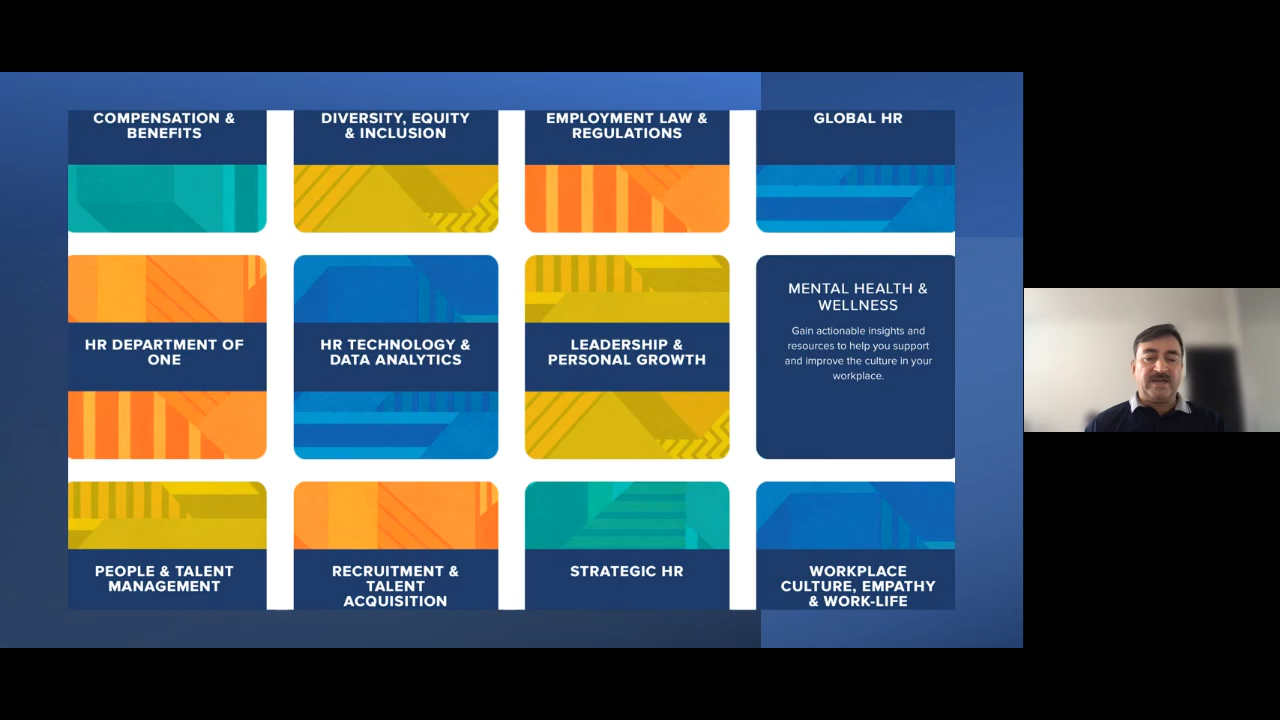 COMPENSATION &
BENEFITS
DIVERSITY, EQUITY
& INCLUSION
EMPLOYMENT LAW &
REGULATIONS
GLOBAL HR
HR DEPARTMENT OF
ONE
HR TECHNOLOGY &
DATA ANALYTICS
LEADERSHIP &
PERSONAL GROWTH
MENTAL HEALTH &
WELLNESS
Gain actionable insights and
resources to help you support
and improve the culture in your
workplace.
PEOPLE & TALENT
MANAGEMENT
RECRUITMENT &
TALENT
ACQUISITION
STRATEGIC HR
WORKPLACE
CULTURE, EMPATHY
& WORK-LIFE